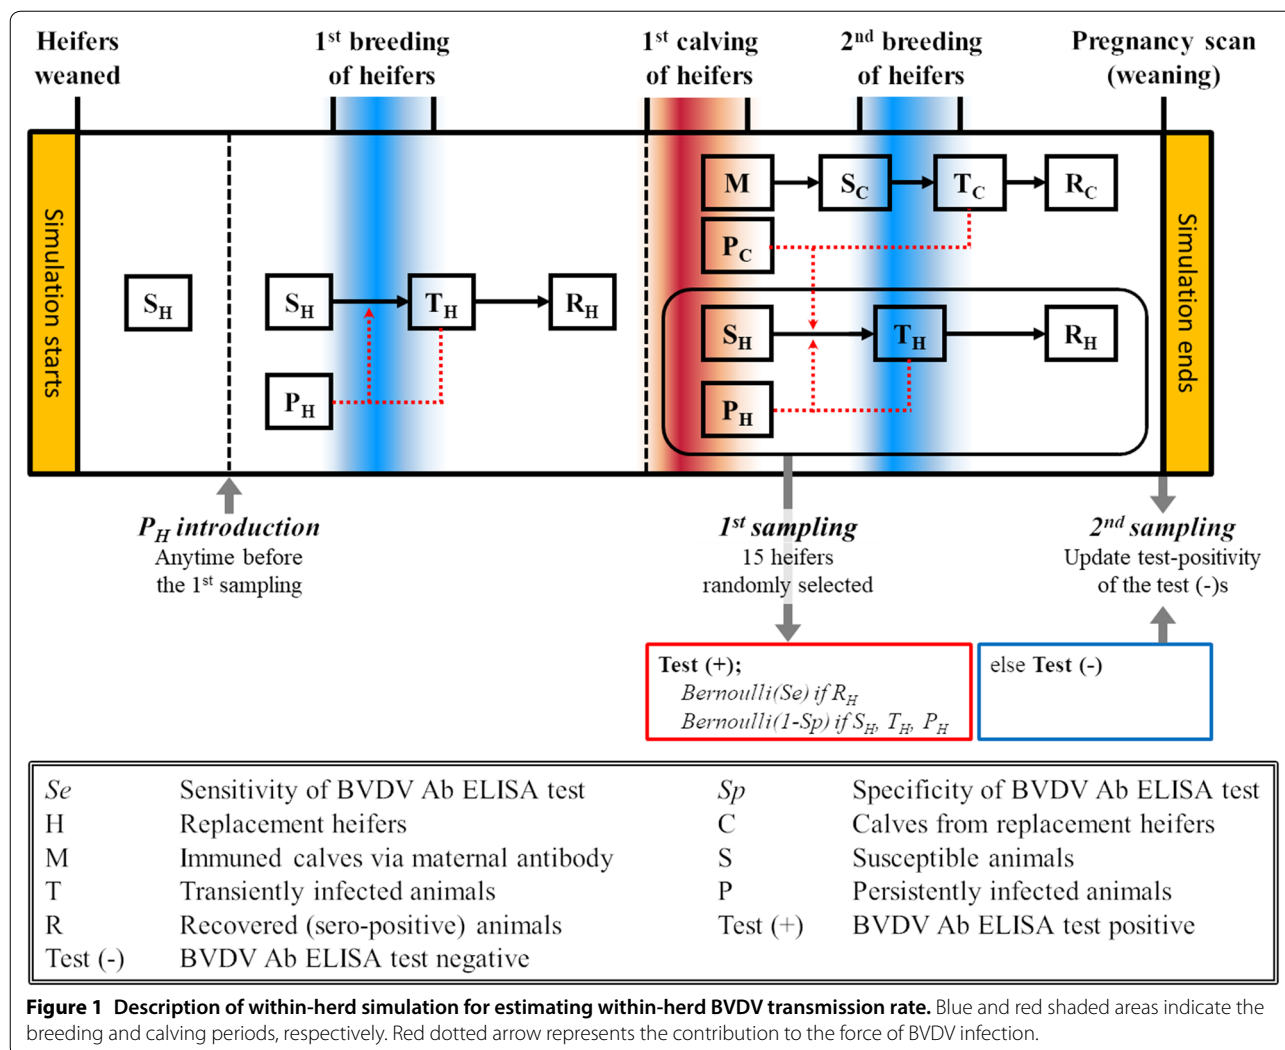 Heifers weaned
1st breeding of heifers
1st calving of heifers
2nd breeding of heifers
Pregnancy scan (weaning)
Simulation starts
SH
SH
TH
RH
PH
M
SC
TC
RC
PC
SH
TH
RH
PH
Simulation ends
PH introduction
Anytime before
the 1st sampling
1st sampling
15 heifers
randomly selected
2nd sampling
Update test-positivity
of the test (-)s
Test (+);
Bernoulli(Se) if RH
Bernoulli(1-Sp) if SH, TH, PH
else Test (-)
Se Sensitivity of BVDV Ab ELISA test Sp Specificity of BVDV Ab ELISA test
H Replacement heifers C Calves from replacement heifers
M Immuned calves via maternal antibody S Susceptible animals
T Transiently infected animals P Persistently infected animals
R Recovered (sero-positive) animals Test (+) BVDV Ab ELISA test positive
Test (-) BVDV Ab ELISA test negative
Figure 1 Description of within-herd simulation for estimating within-herd BVDV transmission rate. Blue and red shaded areas indicate the
breeding and calving periods, respectively. Red dotted arrow represents the contribution to the force of BVDV infection.